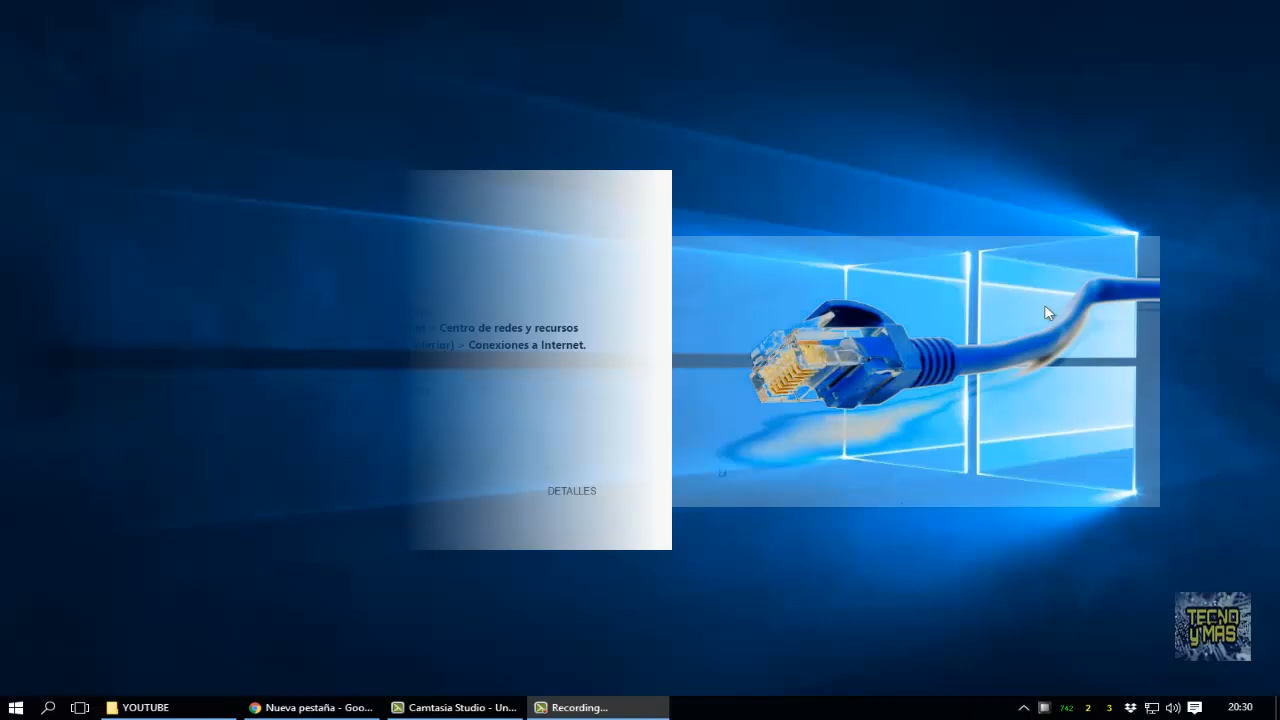 Centro de redes y recursos
> Conexiones a Internet.
DETALLES
TECNO
Y MAS
YOUTUBE
Nueva pestaña - Goo...
Camtasia Studio - Un...
Recording...
742
2
3
20:30